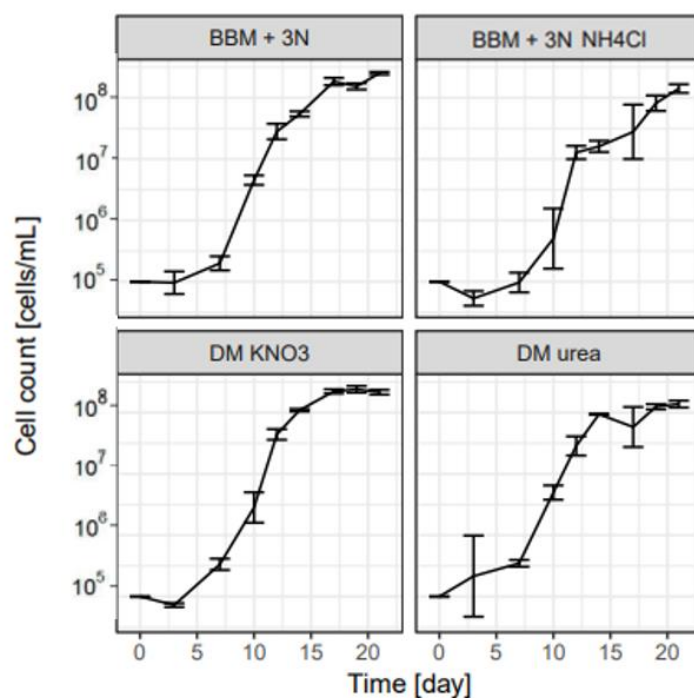 BBM + 3N
BBM + 3N NH4Cl
10⁸
10⁷
10⁶
10⁵
Cell count [cells/mL]
DM KNO3
DM urea
10⁸
10⁷
10⁶
10⁵
0 5 10 15 20 0 5 10 15 20
Time [day]